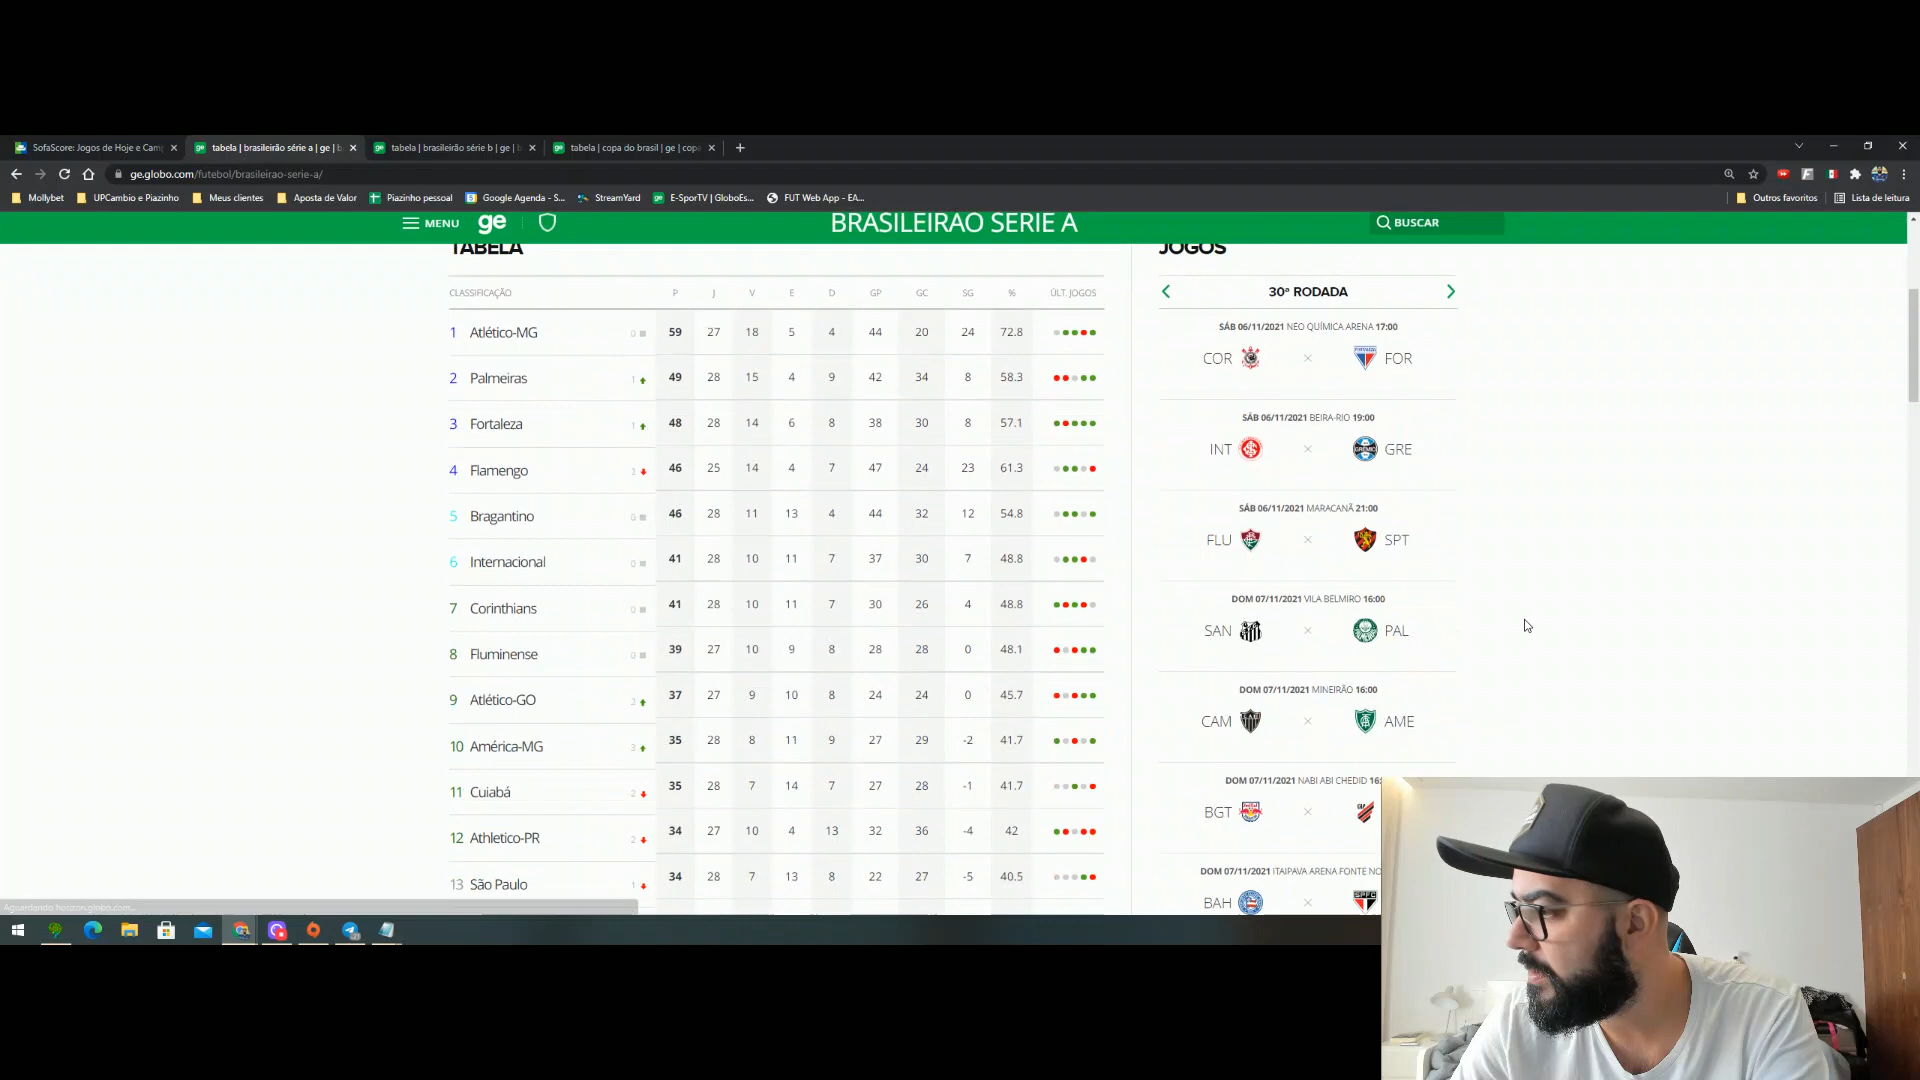 SofaScore: Jogos de Hoje e Camp
tabela | brasileirão série a | ge | b
tabela | brasileirão série b | ge | b
tabela | copa do brasil | ge | copa
ge.globo.com/futebol/brasileirao-serie-a/
Mollybet UPCambio e Piazinho Meus clientes Aposta de Valor Piazinho pessoal Google Agenda - S... StreamYard E-SporTV | GloboEs... FUT Web App - EA... Outros favoritos Lista de leitura
MENU ge BRASILEIRAO SERIE A BUSCAR
TABELA
CLASSIFICAÇÃO P J V E D GP GC SG % ÚLT. JOGOS
1 Atlético-MG 0 59 27 18 5 4 44 20 24 72.8
2 Palmeiras 1 49 28 15 4 9 42 34 8 58.3
3 Fortaleza 1 48 28 14 6 8 38 30 8 57.1
4 Flamengo 46 25 14 4 7 47 24 23 61.3
5 Bragantino 0 46 28 11 13 4 44 32 12 54.8
6 Internacional 0 41 28 10 11 7 37 30 7 48.8
7 Corinthians 0 41 28 10 11 7 30 26 4 48.8
8 Fluminense 0 39 27 10 9 8 28 28 0 48.1
9 Atlético-GO 3 37 27 9 10 8 24 24 0 45.7
10 América-MG 3 35 28 8 11 9 27 29 -2 41.7
11 Cuiabá 2 35 28 7 14 7 27 28 -1 41.7
12 Athletico-PR 2 34 27 10 4 13 32 36 -4 42
13 São Paulo 1 34 28 7 13 8 22 27 -5 40.5
JOGOS
30ª RODADA
SÁB 06/11/2021 NEO QUÍMICA ARENA 17:00
COR × FOR
SÁB 06/11/2021 BEIRA-RIO 19:00
INT × GRE
SÁB 06/11/2021 MARACANÃ 21:00
FLU × SPT
DOM 07/11/2021 VILA BELMIRO 16:00
SAN × PAL
DOM 07/11/2021 MINEIRÃO 16:00
CAM × AME
DOM 07/11/2021 NABI ABI CHEDID 16:
BGT ×
DOM 07/11/2021 ITAIPAVA ARENA FONTE NO
BAH ×
Aguardando horizon.globo.com...